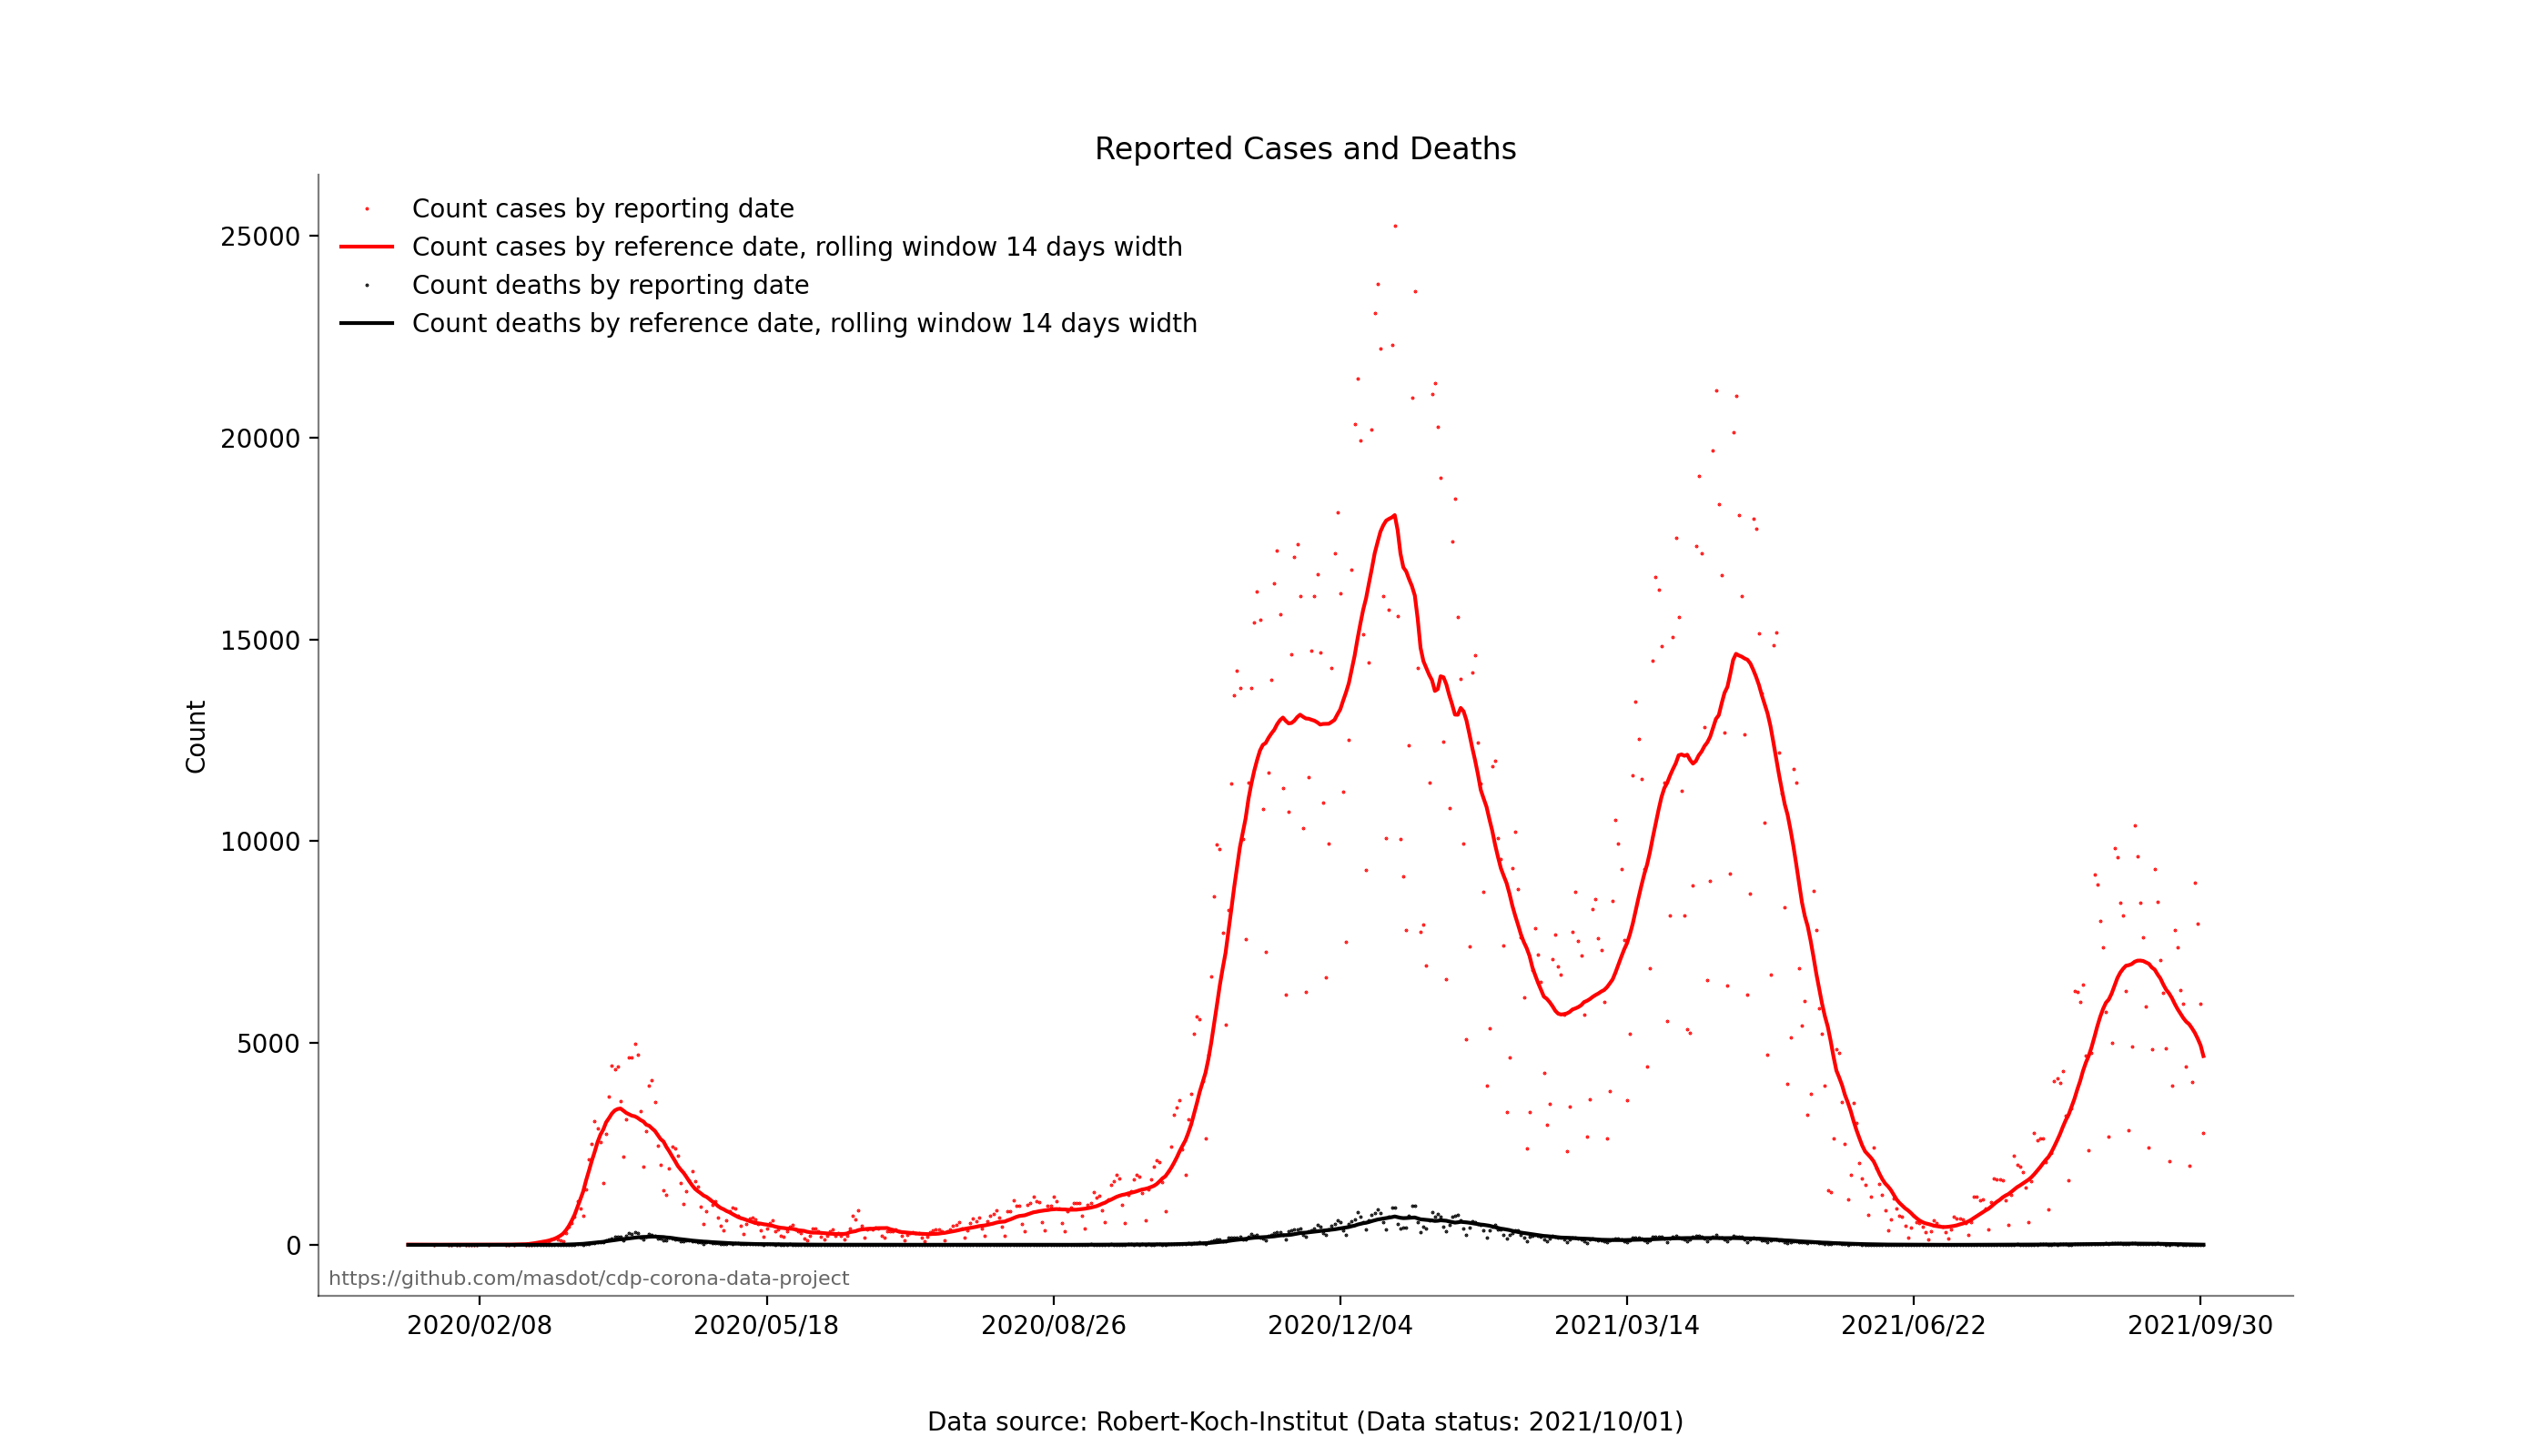 Reported Cases and Deaths
Count cases by reporting date
Count cases by reference date, rolling window 14 days width
Count deaths by reporting date
Count deaths by reference date, rolling window 14 days width
25000
20000
15000
10000
5000
0
Count
https://github.com/masdot/cdp-corona-data-project
2020/02/08 2020/05/18 2020/08/26 2020/12/04 2021/03/14 2021/06/22 2021/09/30
Data source: Robert-Koch-Institut (Data status: 2021/10/01)